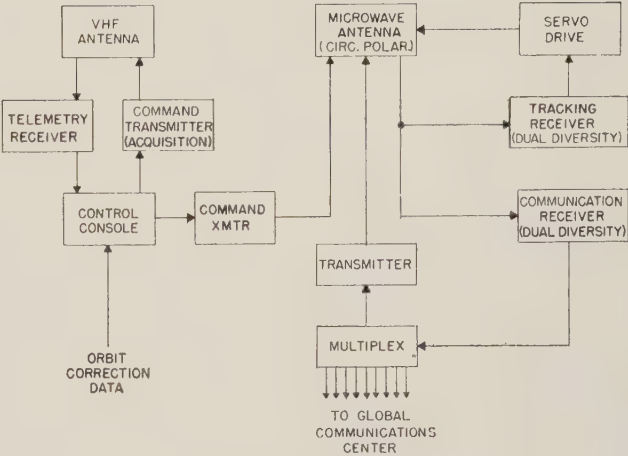 VHF
ANTENNA
MICROWAVE
ANTENNA
(CIRC. POLAR)
SERVO
DRIVE
TELEMETRY
RECEIVER
COMMAND
TRANSMITTER
(ACQUISITION)
TRACKING
RECEIVER
(DUAL DIVERSITY)
CONTROL
CONSOLE
COMMAND
XMTR
COMMUNICATION
RECEIVER
(DUAL DIVERSITY)
TRANSMITTER
MULTIPLEX
ORBIT
CORRECTION
DATA
TO GLOBAL
COMMUNICATIONS
CENTER